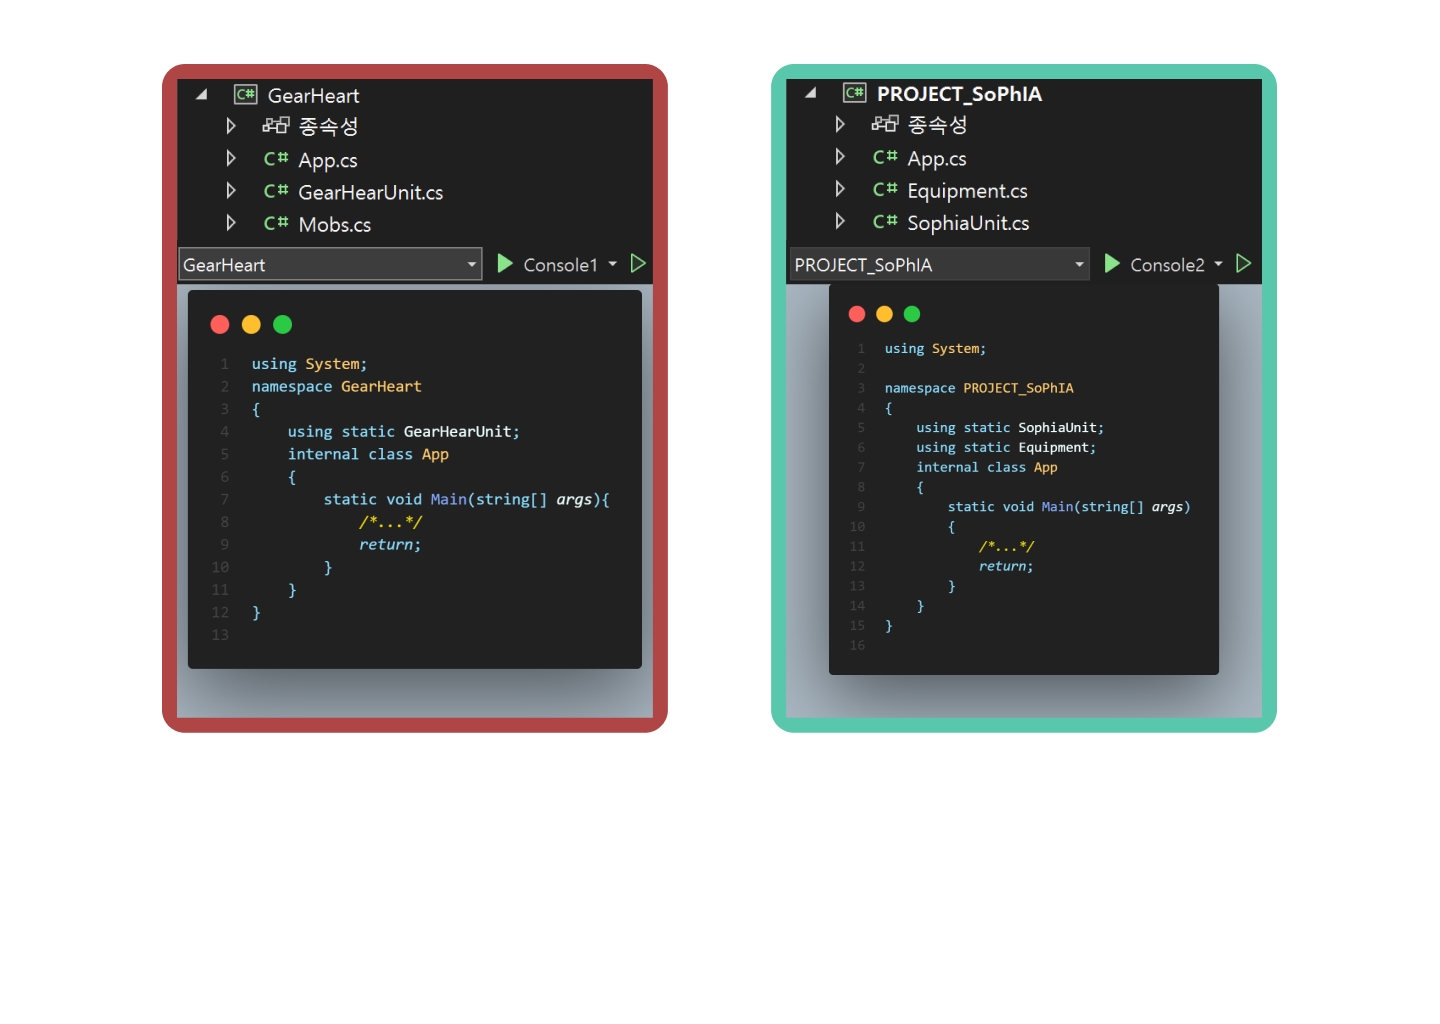 C# GearHeart
종속성
C# App.cs
C# GearHearUnit.cs
C# Mobs.cs
GearHeart Console1
1 using System;
2 namespace GearHeart
3 {
4 using static GearHearUnit;
5 internal class App
6 {
7 static void Main(string[] args){
8 /*...*/
9 return;
10 }
11 }
12 }
13
C# PROJECT_SoPhIA
종속성
C# App.cs
C# Equipment.cs
C# SophiaUnit.cs
PROJECT_SoPhIA Console2
1 using System;
2
3 namespace PROJECT_SoPhIA
4 {
5 using static SophiaUnit;
6 using static Equipment;
7 internal class App
8 {
9 static void Main(string[] args)
10 {
11 /*...*/
12 return;
13 }
14 }
15 }
16